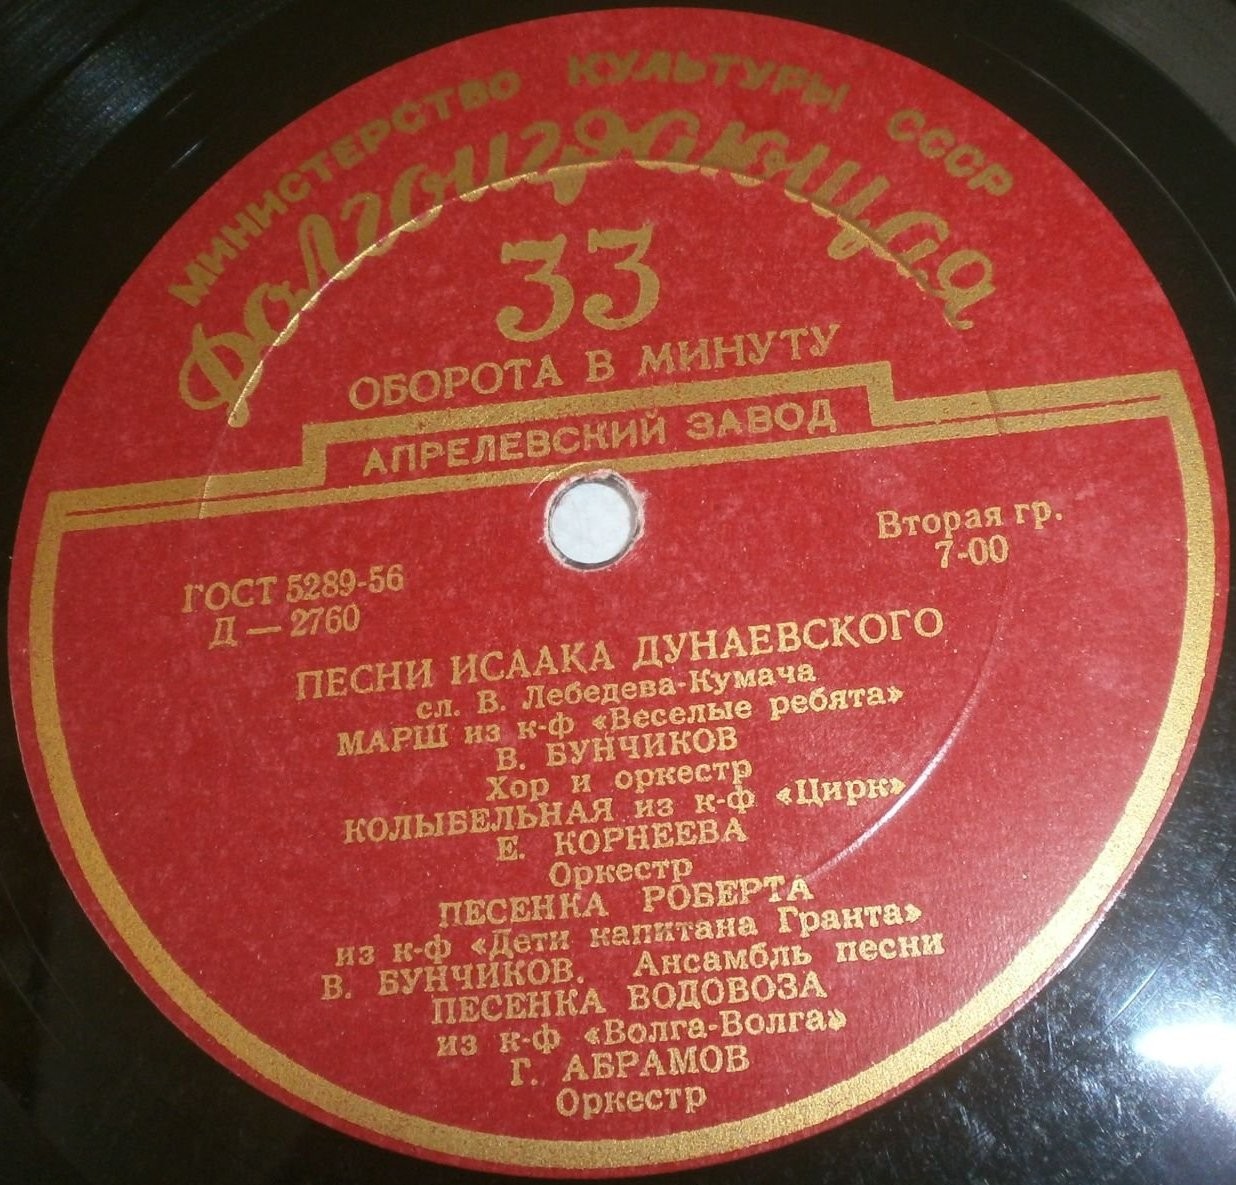 МИНИСТЕРСТВО КУЛЬТУРЫ СССР
Долгоиграющая
33
ОБОРОТА В МИНУТУ
АПРЕЛЕВСКИЙ ЗАВОД
Вторая гр.
7-00
ГОСТ 5289-56
Д — 2760
ПЕСНИ ИСААКА ДУНАЕВСКОГО
сл. В. Лебедева-Кумача
МАРШ из к-ф «Веселые ребята»
В. БУНЧИКОВ
Хор и оркестр
КОЛЫБЕЛЬНАЯ из к-ф «Цирк»
Е. КОРНЕЕВА
Оркестр
ПЕСЕНКА РОБЕРТА
из к-ф «Дети капитана Гранта»
В. БУНЧИКОВ. Ансамбль песни
ПЕСЕНКА ВОДОВОЗА
из к-ф «Волга-Волга»
Г. АБРАМОВ
Оркестр